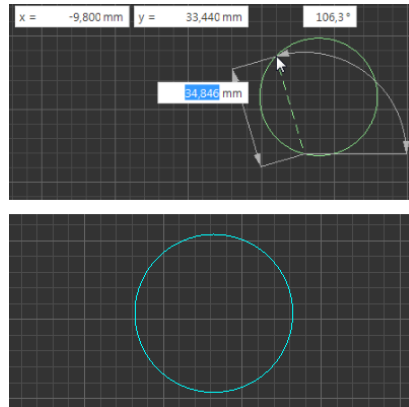 x = -9,800 mm y = 33,440 mm 106,3 °
34,846 mm